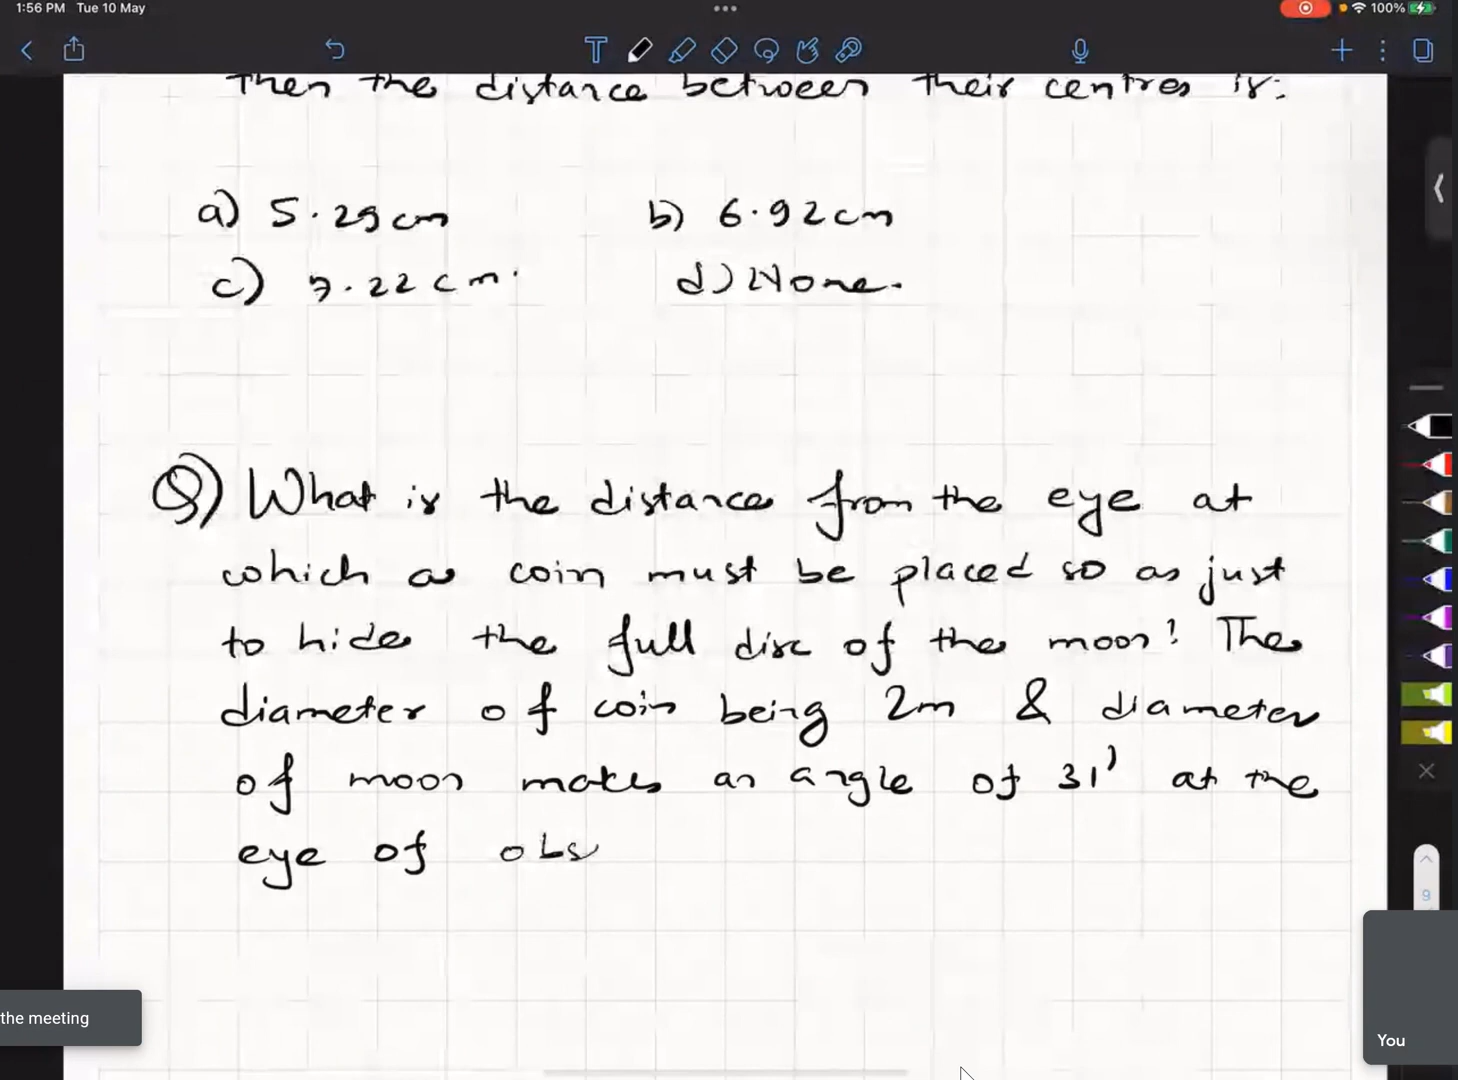 1:56 PM Tue 10 May
100%
Then the distance between their centres is:
a) 5.29 cm b) 6.92 cm
c) 7.22 cm. d) None.
Q) What is the distance from the eye at
which a coin must be placed so as just
to hide the full disc of the moon? The
diameter of coin being 2m & diameter
of moon makes an angle of 31' at the
eye of obs
9
the meeting
You